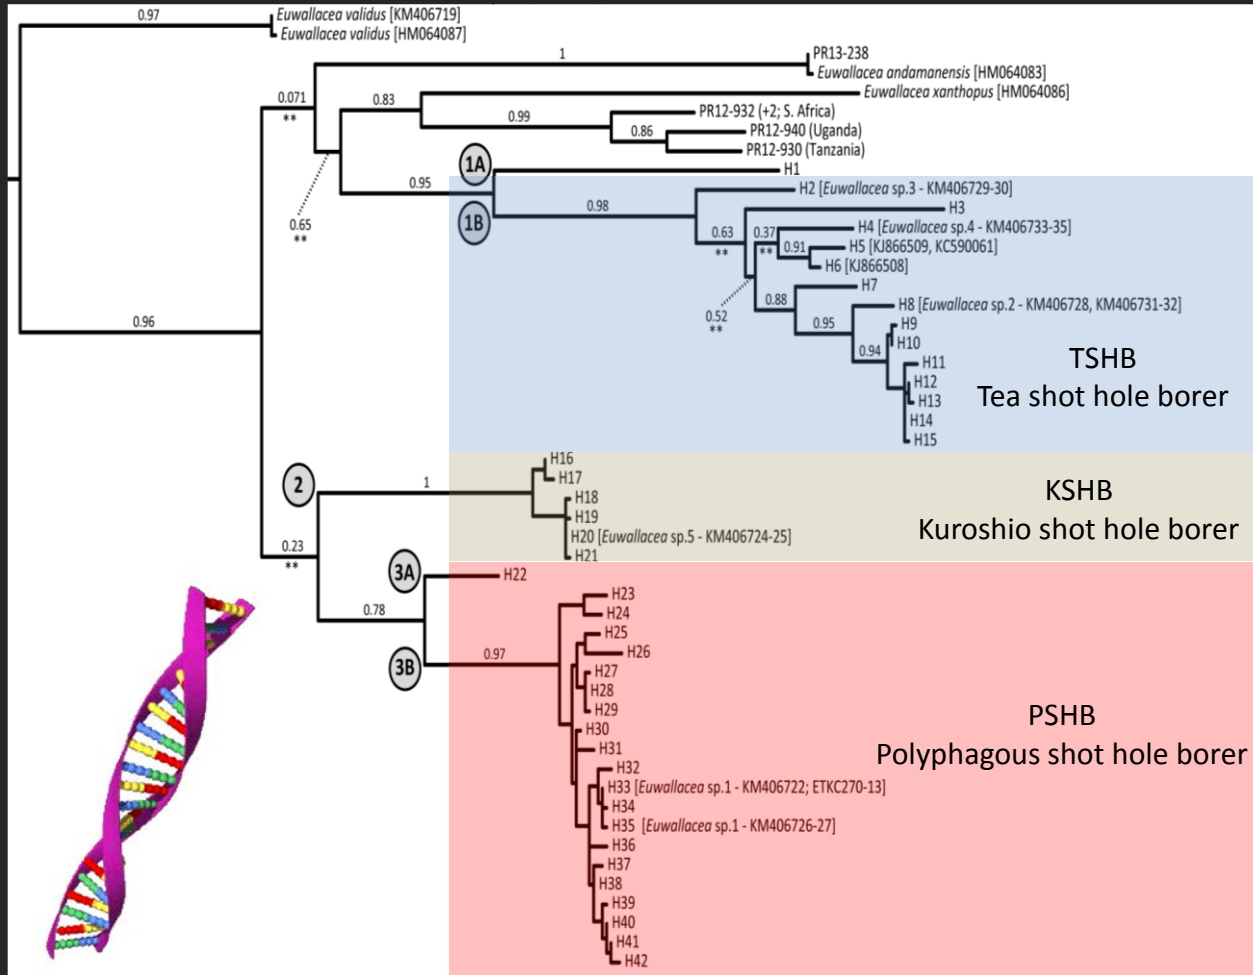 0.97
Euwallacea validus [KM406719]
Euwallacea validus [HM064087]
1
PR13-238
Euwallacea andamanensis [HM064083]
0.071
**
0.83
Euwallacea xanthopus [HM064086]
0.99
PR12-932 (+2; S. Africa)
0.86
PR12-940 (Uganda)
PR12-930 (Tanzania)
0.65
**
0.95
1A
H1
1B
0.98
H2 [Euwallacea sp.3 - KM406729-30]
H3
0.63
**
0.37
**
H4 [Euwallacea sp.4 - KM406733-35]
0.91
H5 [KJ866509, KC590061]
H6 [KJ866508]
0.52
**
0.88
H7
0.95
H8 [Euwallacea sp.2 - KM406728, KM406731-32]
0.94
H9
H10
H11
H12
H13
H14
H15
TSHB
Tea shot hole borer
0.96
2
1
H16
H17
H18
H19
H20 [Euwallacea sp.5 - KM406724-25]
H21
KSHB
Kuroshio shot hole borer
0.23
**
3A
H22
0.78
3B
0.97
H23
H24
H25
H26
H27
H28
H29
H30
H31
H32
H33 [Euwallacea sp.1 - KM406722; ETKC270-13]
H34
H35 [Euwallacea sp.1 - KM406726-27]
H36
H37
H38
H39
H40
H41
H42
PSHB
Polyphagous shot hole borer